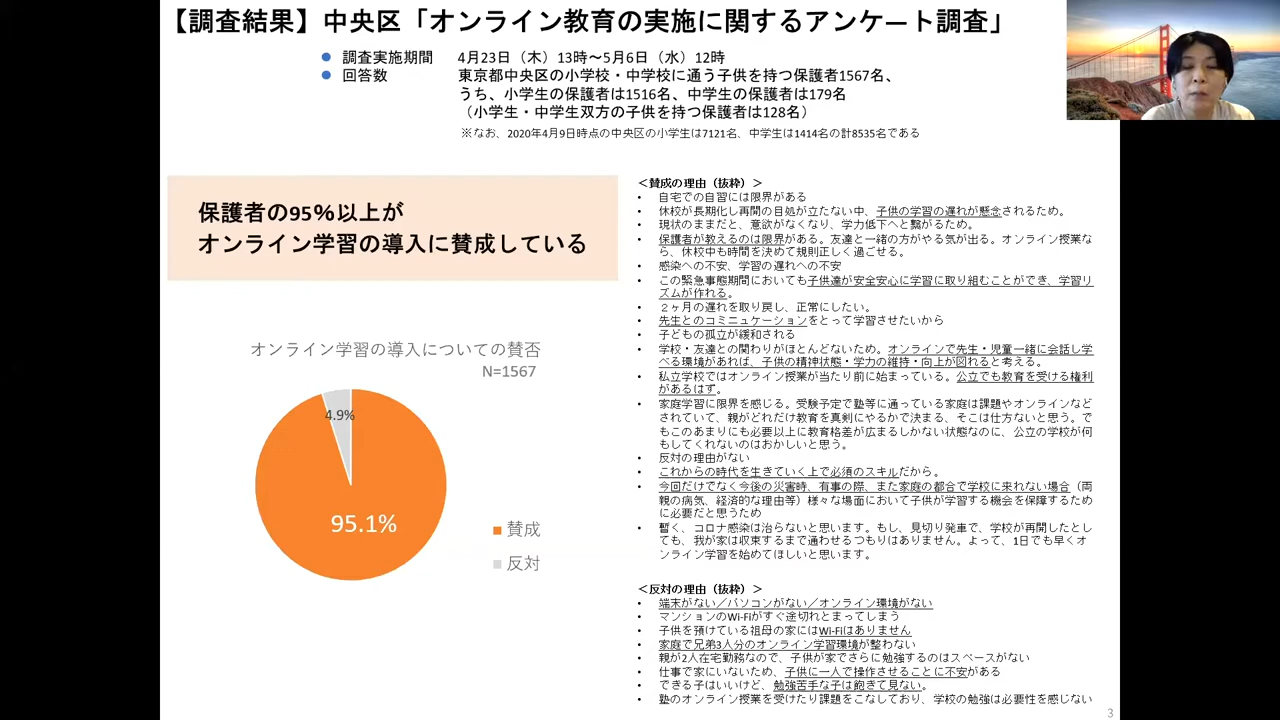 【調査結果】中央区「オンライン教育の実施に関するアンケート調査」
● 調査実施期間 4月23日（木）13時～5月6日（水）12時
● 回答数 東京都中央区の小学校・中学校に通う子供を持つ保護者1567名、
うち、小学生の保護者は1516名、中学生の保護者は179名
（小学生・中学生双方の子供を持つ保護者は128名）
※なお、2020年4月9日時点の中央区の小学生は7121名、中学生は1414名の計8535名である
保護者の95%以上が
オンライン学習の導入に賛成している
オンライン学習の導入についての賛否
N=1567
4.9%
95.1%
賛成
反対
＜賛成の理由（抜粋）＞
• 自宅での自習には限界がある
• 休校が長期化し再開の目処が立たない中、子供の学習の遅れが懸念されるため。
• 現状のままだと、意欲がなくなり、学力低下へと繋がるため。
• 保護者が教えるのは限界がある。友達と一緒の方がやる気が出る。オンライン授業な
ら、休校中も時間を決めて規則正しく過ごせる。
• 感染への不安、学習の遅れへの不安
• この緊急事態期間においても子供達が安全安心に学習に取り組むことができ、学習リ
ズムが作れる。
• ２ヶ月の遅れを取り戻し、正常にしたい。
• 先生とのコミニュケーションをとって学習させたいから
• 子どもの孤立が緩和される
• 学校・友達との関わりがほとんどないため。オンラインで先生・児童一緒に会話し学
べる環境があれば、子供の精神状態・学力の維持・向上が図れると考える。
• 私立学校ではオンライン授業が当たり前に始まっている。公立でも教育を受ける権利
があるはず。
• 家庭学習に限界を感じる。受験予定で塾等に通っている家庭は課題やオンラインなど
されていて、親がどれだけ教育を真剣にやるかで決まる、そこは仕方ないと思う。で
もこのあまりにも必要以上に教育格差が広まるしかない状態なのに、公立の学校が何
もしてくれないのはおかしいと思う。
• 反対の理由がない
• これからの時代を生きていく上で必須のスキルだから。
• 今回だけでなく今後の災害時、有事の際、また家庭の都合で学校に来れない場合（両
親の病気、経済的な理由等）様々な場面において子供が学習する機会を保障するため
に必要だと思うため
• 暫く、コロナ感染は治らないと思います。もし、見切り発車で、学校が再開したとし
ても、我が家は収束するまで通わせるつもりはありません。よって、1日でも早くオ
ンライン学習を始めてほしいと思います。
＜反対の理由（抜粋）＞
• 端末がない／パソコンがない／オンライン環境がない
• マンションのWi-Fiがすぐ途切れとまってしまう
• 子供を預けている祖母の家にはWi-Fiはありません
• 家庭で兄弟3人分のオンライン学習環境が整わない
• 親が2人在宅勤務なので、子供が家でさらに勉強するのはスペースがない
• 仕事で家にいないため、子供に一人で操作させることに不安がある
• できる子はいいけど、勉強苦手な子は飽きて見ない。
• 塾のオンライン授業を受けたり課題をこなしており、学校の勉強は必要性を感じない
3